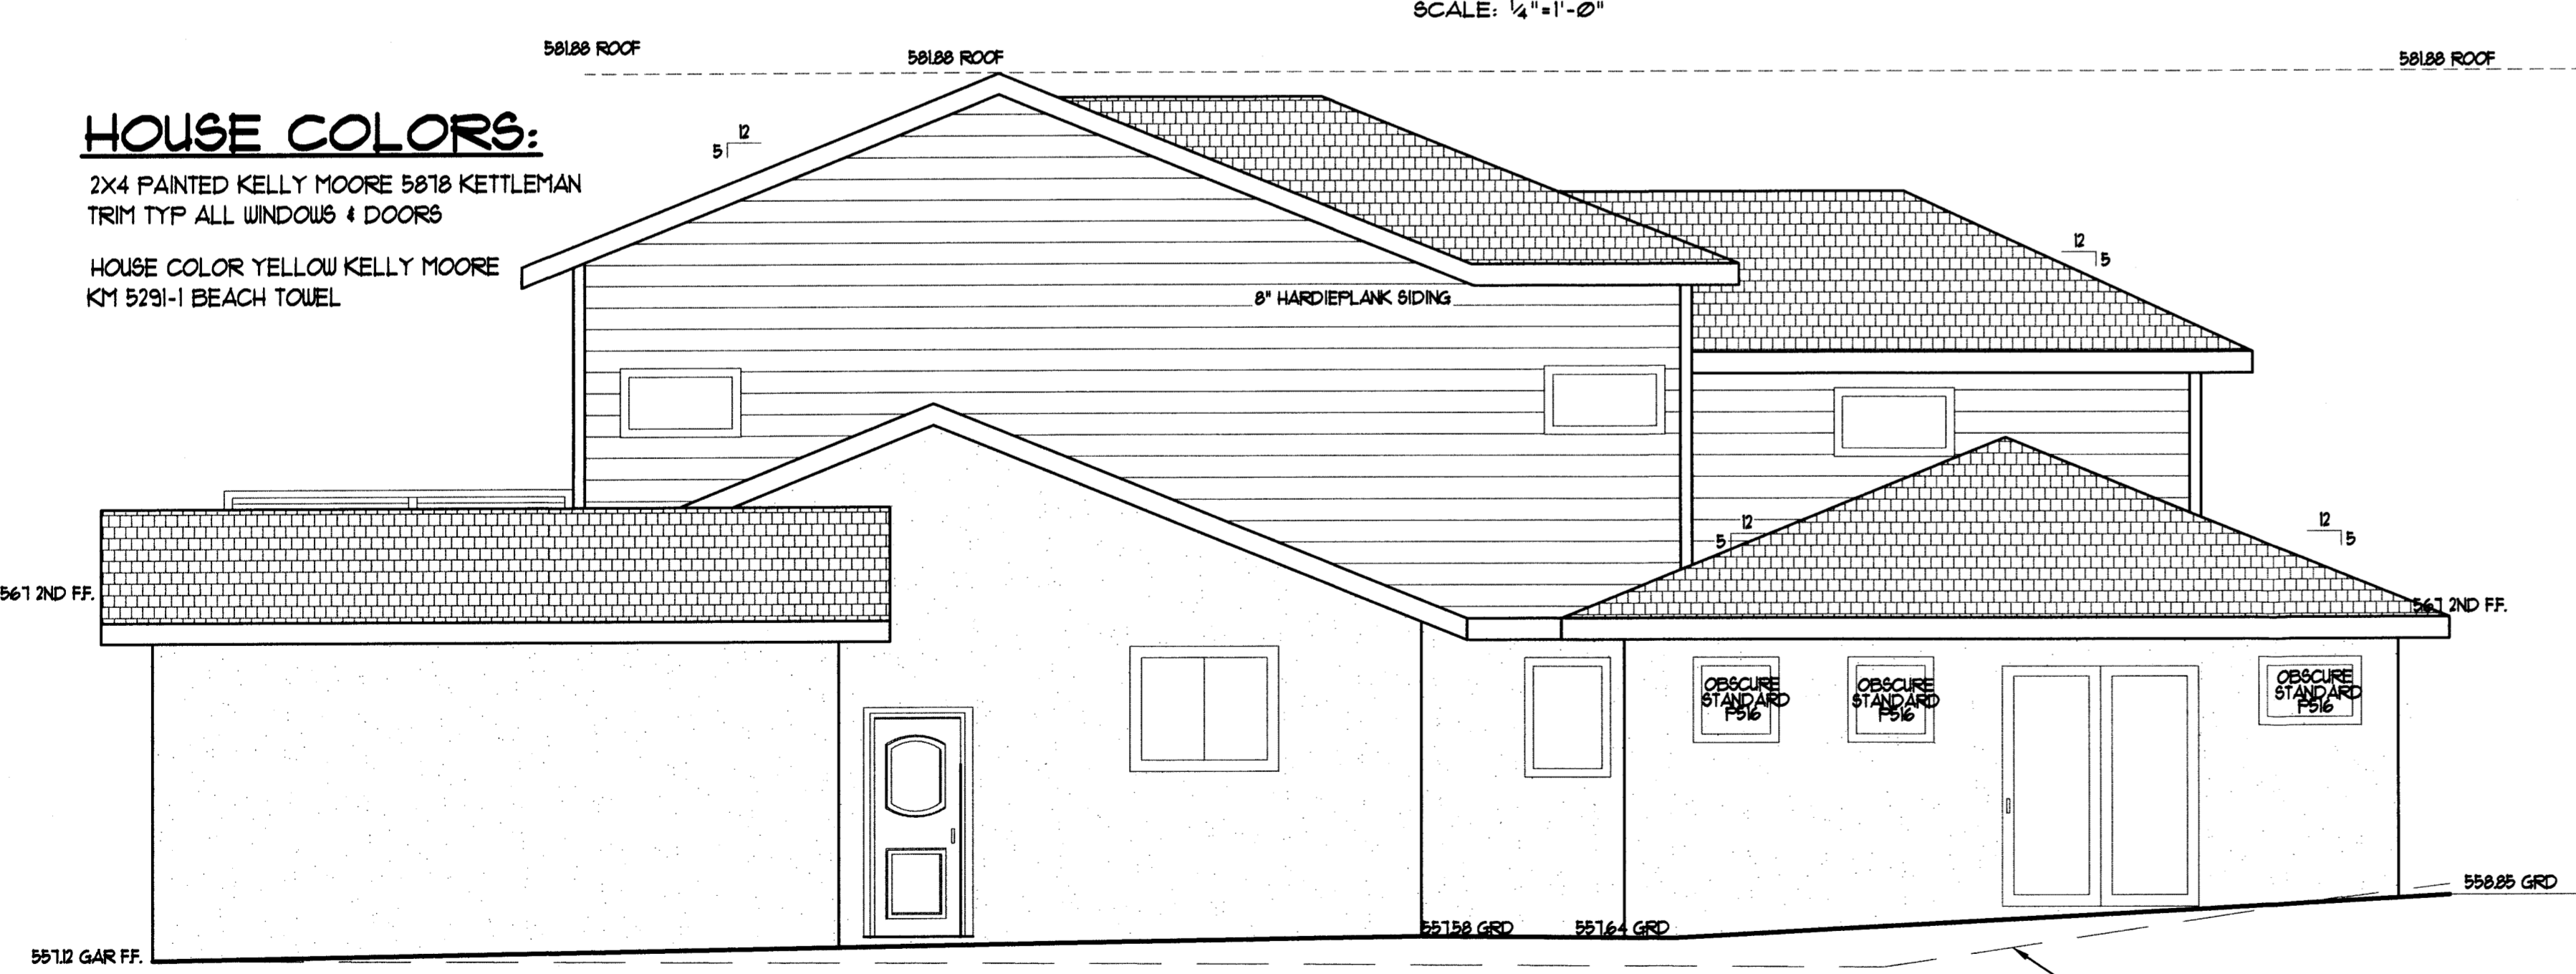 SCALE: 1/4"=1'-0"
581.88 ROOF
581.88 ROOF
581.88 ROOF
HOUSE COLORS:
2X4 PAINTED KELLY MOORE 5878 KETTLEMAN
TRIM TYP ALL WINDOWS & DOORS
HOUSE COLOR YELLOW KELLY MOORE
KM 5291-1 BEACH TOWEL
12
5
12
5
8" HARDIEPLANK SIDING
12
5
12
5
567 2ND F.F.
567 2ND F.F.
OBSCURE
STANDARD
P516
OBSCURE
STANDARD
P516
OBSCURE
STANDARD
P516
558.85 GRD
557.58 GRD
557.64 GRD
557.12 GAR F.F.